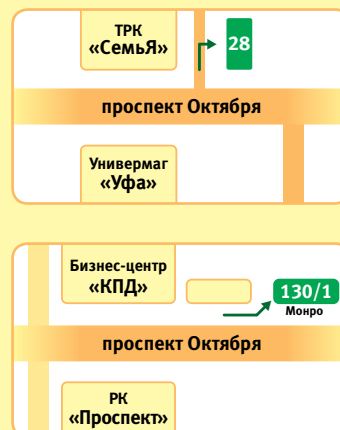 ТРК
«СемьЯ»
28
проспект Октября
Универмаг
«Уфа»
Бизнес-центр
«КПД»
130/1
Монро
проспект Октября
РК
«Проспект»